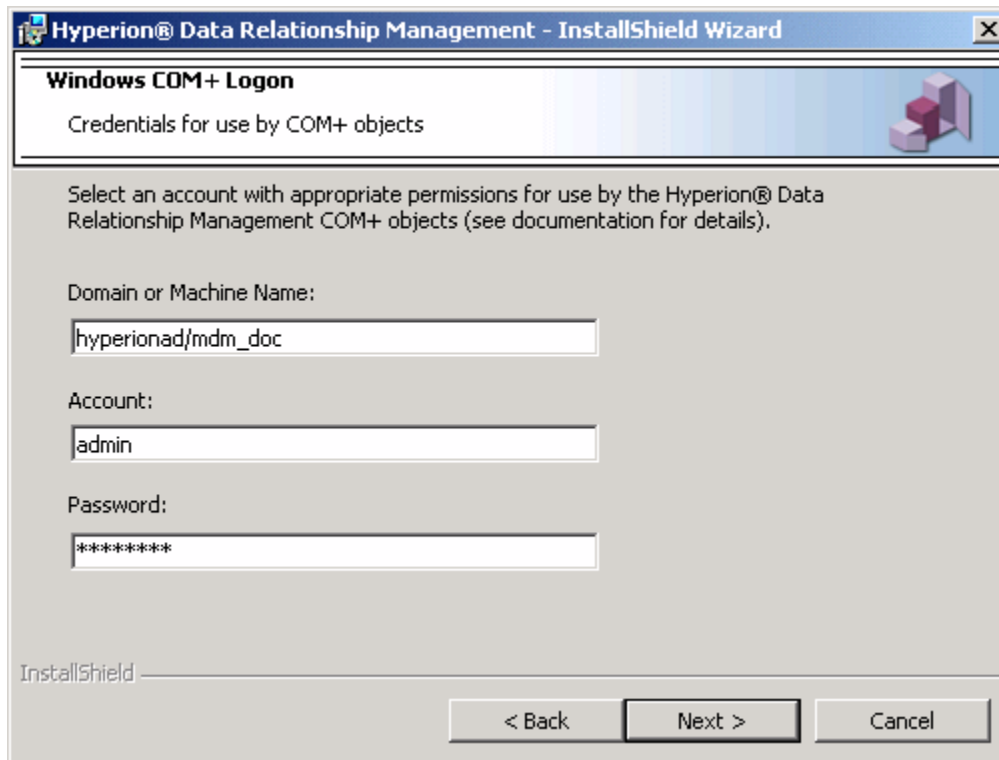 Hyperion® Data Relationship Management - InstallShield Wizard
Windows COM+ Logon
Credentials for use by COM+ objects
Select an account with appropriate permissions for use by the Hyperion® Data
Relationship Management COM+ objects (see documentation for details).
Domain or Machine Name:
hyperionad/mdm_doc
Account:
admin
Password:
********
InstallShield
< Back
Next >
Cancel